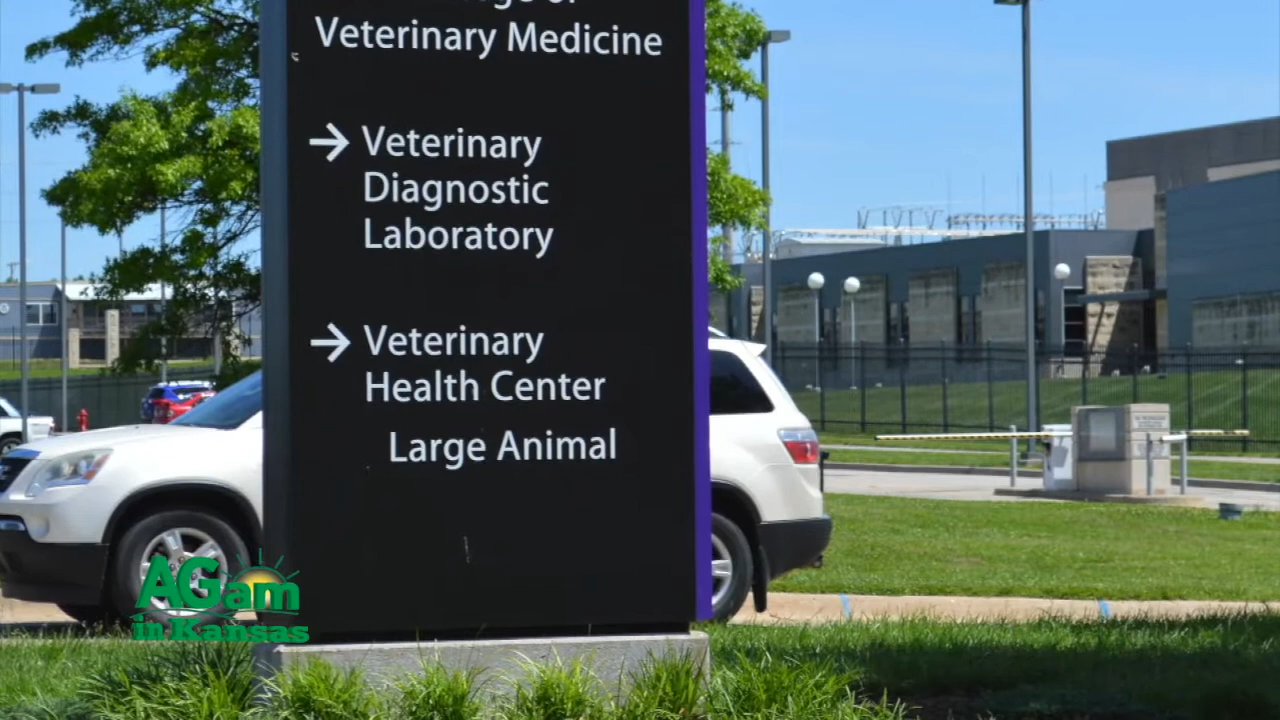 Veterinary Medicine
→ Veterinary
Diagnostic
Laboratory
→ Veterinary
Health Center
Large Animal
AGam
in Kansas